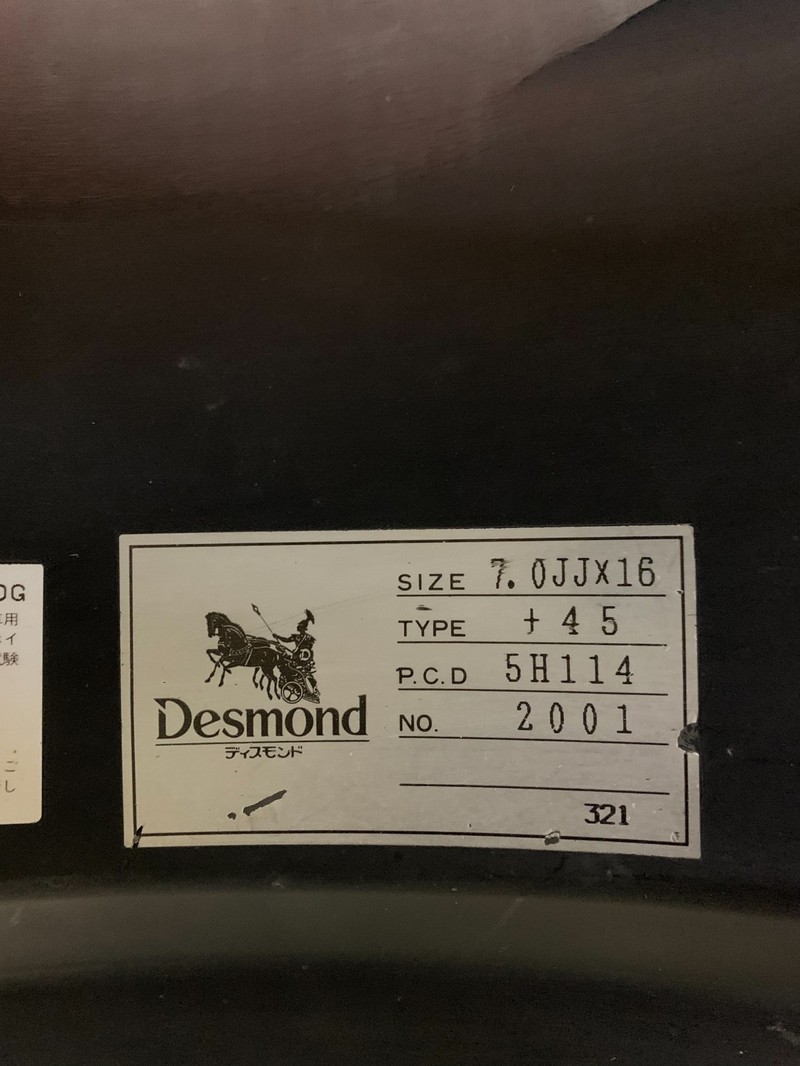 DG
用
イ
験
ご
し
SIZE 7.0JJX16
TYPE +45
P.C.D 5H114
NO. 2001
Desmond
ディスモンド
321